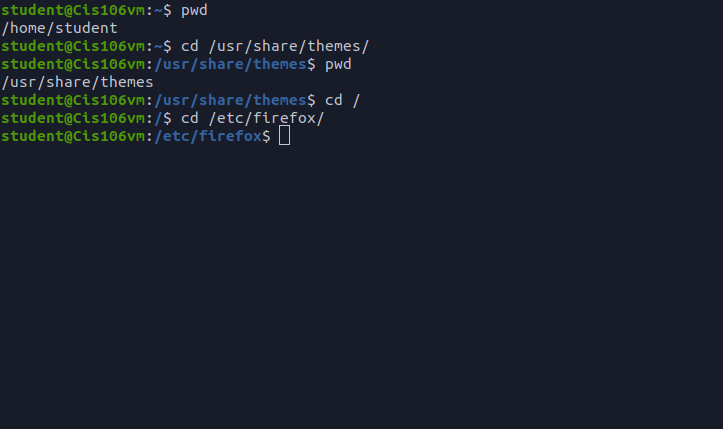 student@Cis106vm:~$ pwd
/home/student
student@Cis106vm:~$ cd /usr/share/themes/
student@Cis106vm:/usr/share/themes$ pwd
/usr/share/themes
student@Cis106vm:/usr/share/themes$ cd /
student@Cis106vm:/$ cd /etc/firefox/
student@Cis106vm:/etc/firefox$